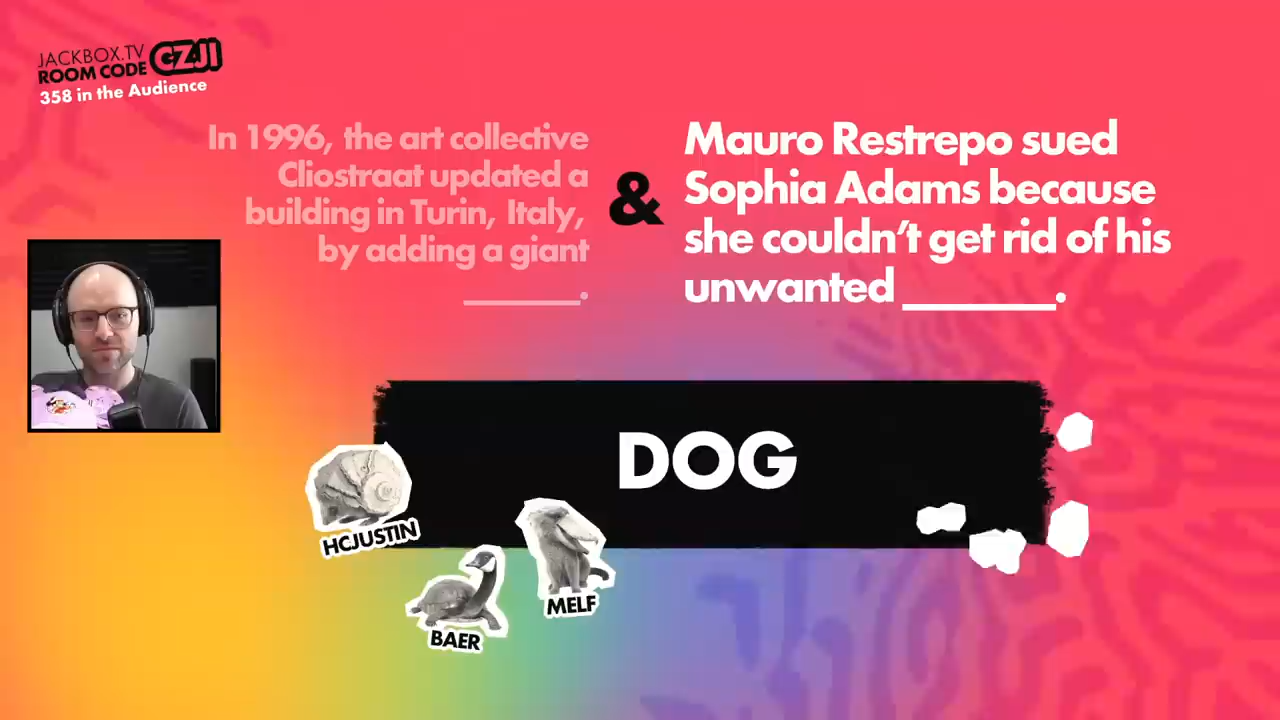 JACKBOX.TV
ROOM CODE GZJI
358 in the Audience
In 1996, the art collective
Cliostraat updated a
building in Turin, Italy,
by adding a giant
______.
&
Mauro Restrepo sued
Sophia Adams because
she couldn't get rid of his
unwanted ______.
DOG
HCJUSTIN
BAER
MELF